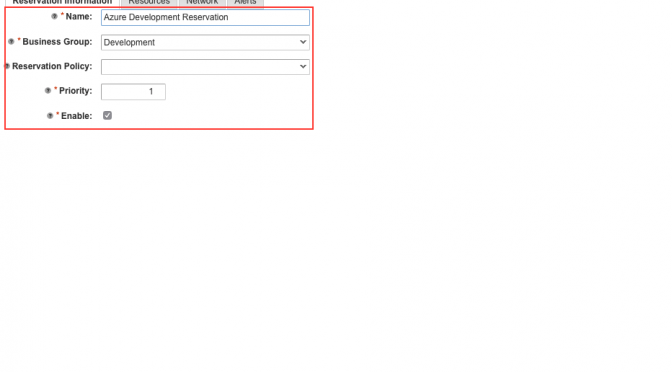 Reservation Information Resources Network Alerts
* Name: Azure Development Reservation
* Business Group: Development
Reservation Policy:
* Priority: 1
* Enable: